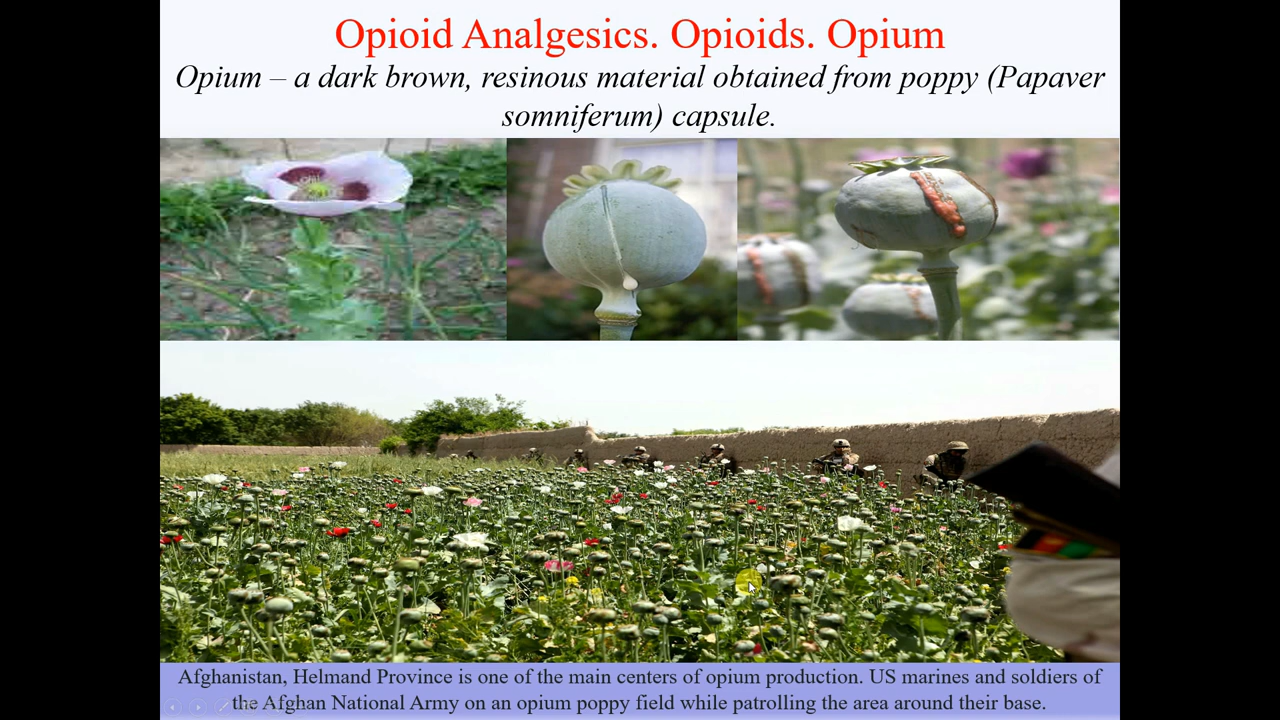 Opioid Analgesics. Opioids. Opium
Opium – a dark brown, resinous material obtained from poppy (Papaver
somniferum) capsule.
Afghanistan, Helmand Province is one of the main centers of opium production. US marines and soldiers of
the Afghan National Army on an opium poppy field while patrolling the area around their base.